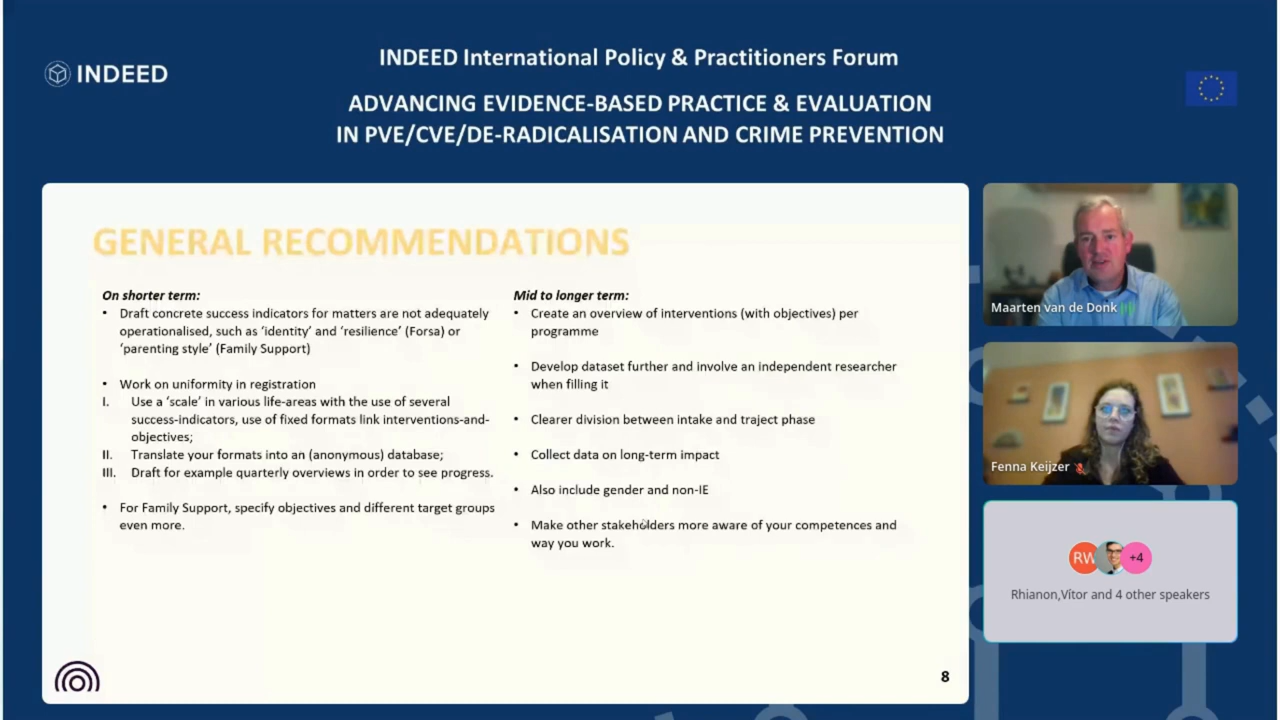 INDEED International Policy & Practitioners Forum
INDEED
ADVANCING EVIDENCE-BASED PRACTICE & EVALUATION
IN PVE/CVE/DE-RADICALISATION AND CRIME PREVENTION
GENERAL RECOMMENDATIONS
On shorter term:
• Draft concrete success indicators for matters are not adequately
operationalised, such as ‘identity’ and ‘resilience’ (Forsa) or
‘parenting style’ (Family Support)
• Work on uniformity in registration
I. Use a ‘scale’ in various life-areas with the use of several
success-indicators, use of fixed formats link interventions-and-
objectives;
II. Translate your formats into an (anonymous) database;
III. Draft for example quarterly overviews in order to see progress.
• For Family Support, specify objectives and different target groups
even more.
Mid to longer term:
• Create an overview of interventions (with objectives) per
programme
• Develop dataset further and involve an independent researcher
when filling it
• Clearer division between intake and traject phase
• Collect data on long-term impact
• Also include gender and non-IE
• Make other stakeholders more aware of your competences and
way you work.
8
Maarten van de Donk
Fenna Keijzer
RW
+4
Rhianon,Vítor and 4 other speakers